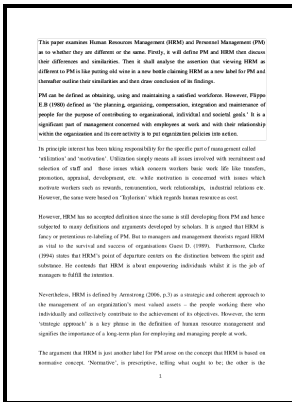 This paper examines Human Resources Management (HRM) and Personnel Management (PM)
as to whether they are different or the same. Firstly, it will define PM and HRM then discuss
their differences and similarities. Then it shall analyse the assertion that viewing HRM as
different to PM is like putting old wine in a new bottle claiming HRM as a new label for PM and
thereafter outline their similarities and then draw conclusion of its findings.
PM can be defined as obtaining, using and maintaining a satisfied workforce. However, Flippo
E.B (1980) defined as ‘the planning, organizing, compensation, integration and maintenance of
people for the purpose of contributing to organizational, individual and societal goals.’ It is a
significant part of management concerned with employees at work and with their relationship
within the organization and its core activity is to put organization policies into action.
Its principle interest has been taking responsibility for the specific part of management called
‘utilization’ and ‘motivation’. Utilization simply means all issues involved with recruitment and
selection of staff and these issues which concern workers basic work life like transfers,
promotion, appraisal, development, etc. while motivation is concerned with issues which
motivate workers such as rewards, remuneration, work relationships, industrial relations etc.
However, the same were based on ‘Taylorism’ which regards human resource as cost.
However, HRM has no accepted definition since the same is still developing from PM and hence
subjected to many definitions and arguments developed by scholars. It is argued that HRM is
fancy or pretentious re-labeling of PM. But to managers and management theorists regard HRM
as vital to the survival and success of organisations Guest D. (1989). Furthermore, Clarke
(1994) states that HRM’s point of departure centers on the distinction between the spirit and
substance. He contends that HRM is about empowering individuals whilst it is the job of
managers to fulfill the intention.
Nevertheless, HRM is defined by Armstrong (2006, p.3) as a strategic and coherent approach to
the management of an organization’s most valued assets – the people working there who
individually and collectively contribute to the achievement of its objectives. However, the term
‘strategic approach’ is a key phrase in the definition of human resource management and
signifies the importance of a long-term plan for employing and managing people at work.
The argument that HRM is just another label for PM arose on the concept that HRM is based on
normative concept. ‘Normative’, is prescriptive, telling what ought to be; the other is the
1